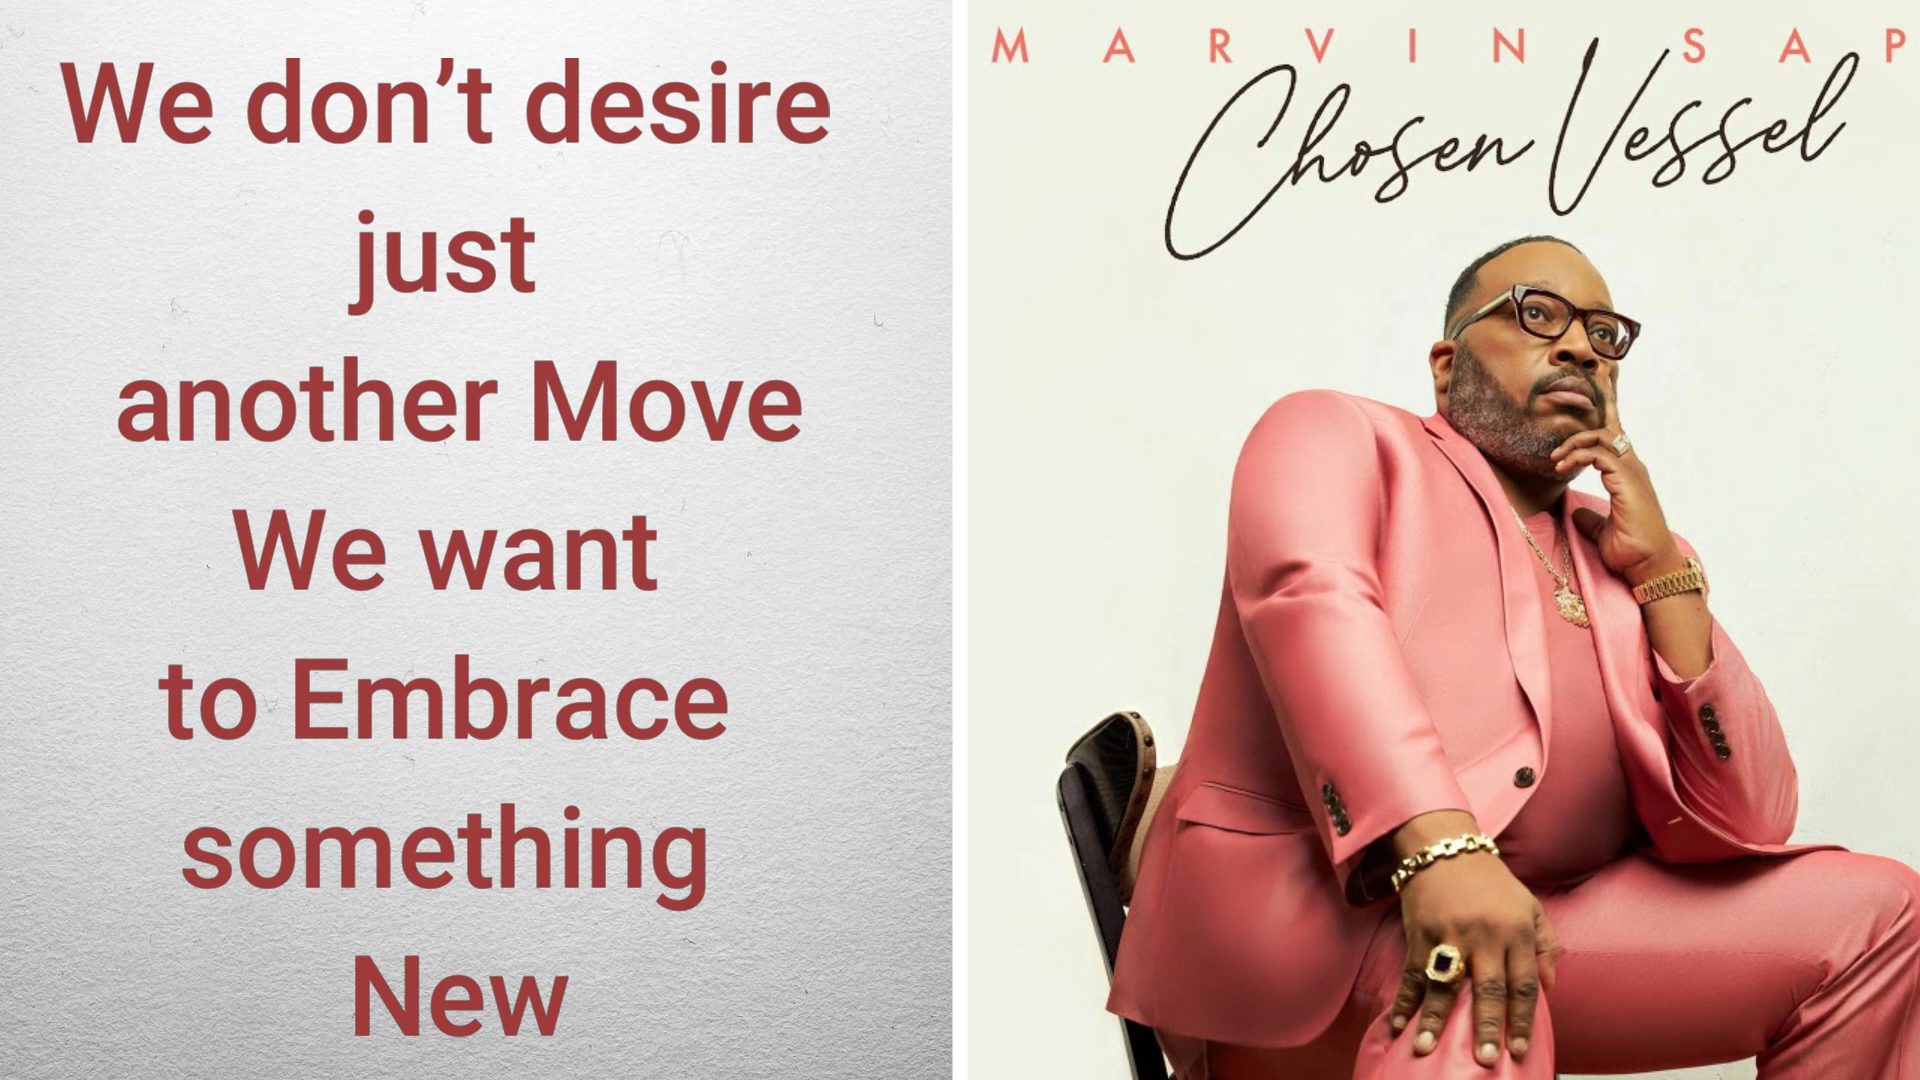 We don’t desire
just
another Move
We want
to Embrace
something
New
MARVIN SAP
Chosen Vessel